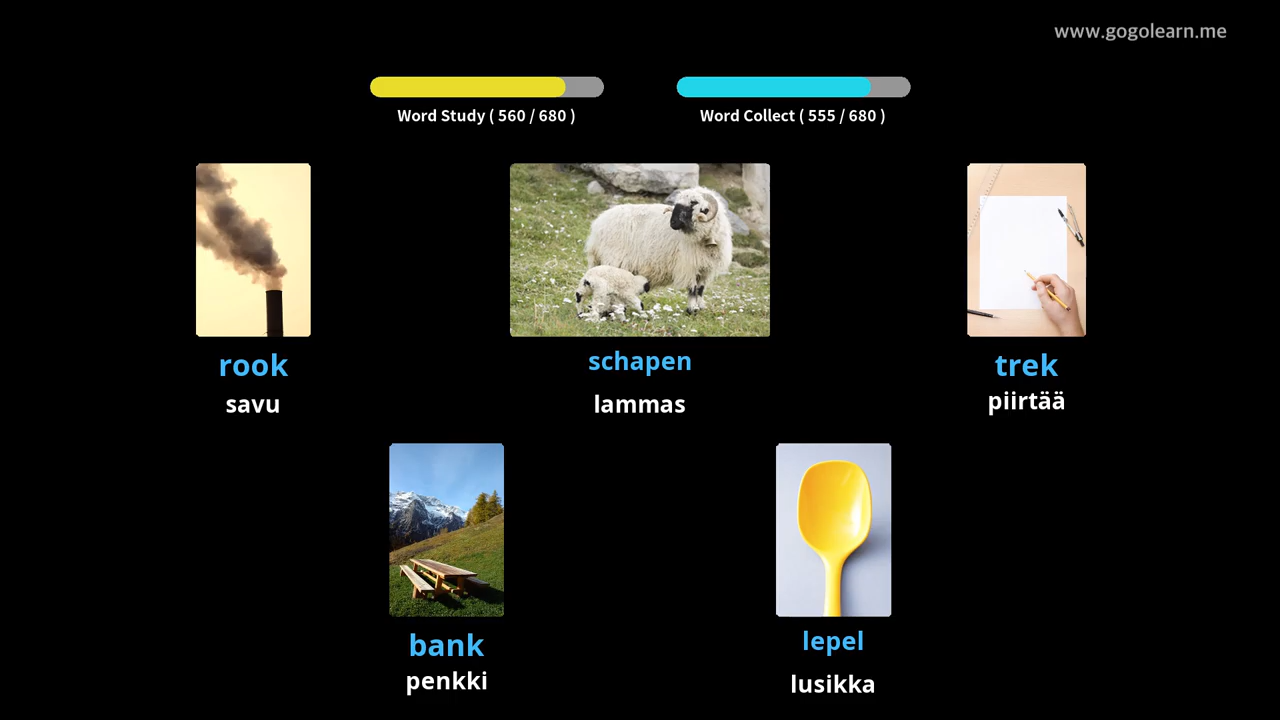 www.gogolearn.me
Word Study ( 560 / 680 )
Word Collect ( 555 / 680 )
rook
savu
schapen
lammas
trek
piirtää
bank
penkki
lepel
lusikka